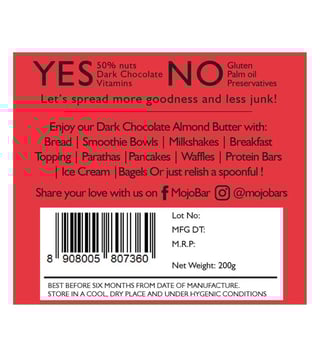 YES 50% nuts Dark Chocolate Vitamins NO Gluten Palm oil Preservatives
Let's spread more goodness and less junk!
Enjoy our Dark Chocolate Almond Butter with:
Bread | Smoothie Bowls | Milkshakes | Breakfast
Topping | Parathas |Pancakes | Waffles | Protein Bars
| Ice Cream |Bagels Or just relish a spoonful !
Share your love with us on f MojoBar @mojobars
Lot No:
MFG DT:
M.R.P:
Net Weight: 200g
8 908005 807360
BEST BEFORE SIX MONTHS FROM DATE OF MANUFACTURE.
STORE IN A COOL, DRY PLACE AND UNDER HYGENIC CONDITIONS